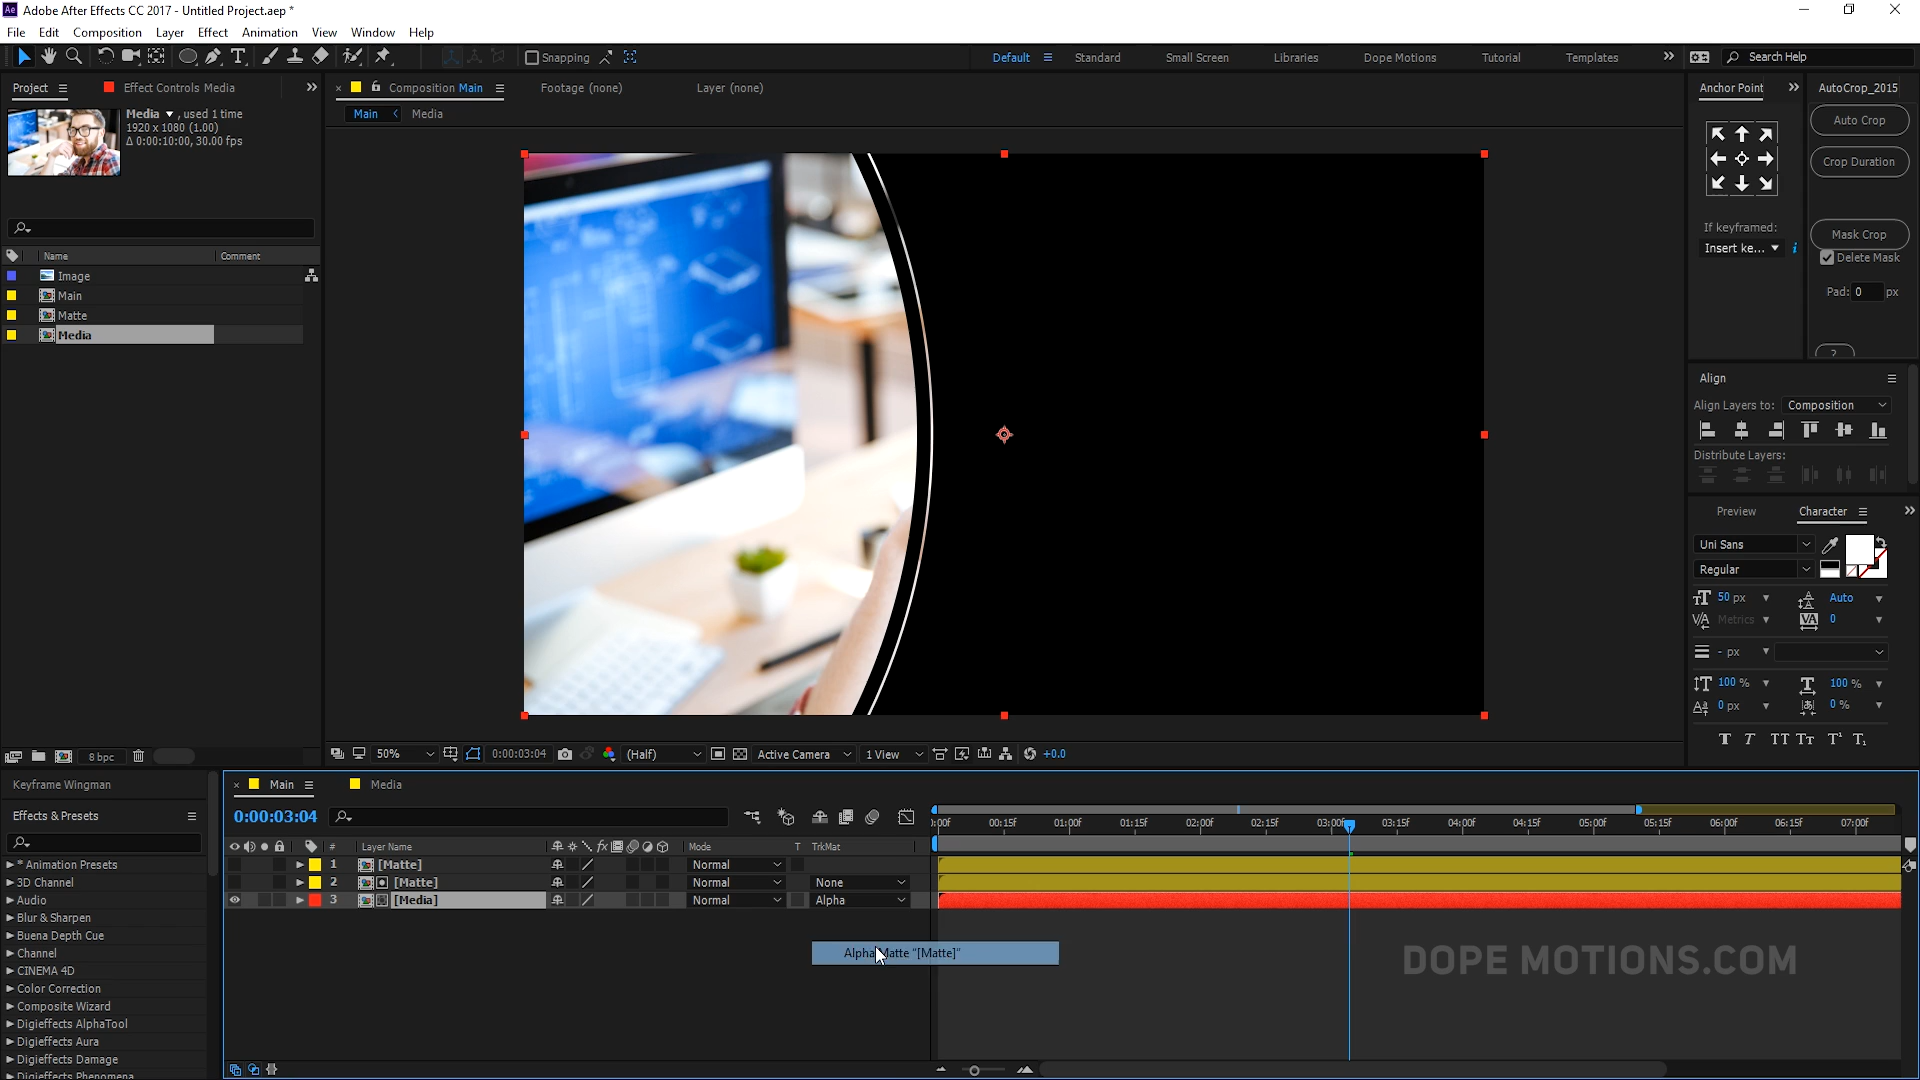 Adobe After Effects CC 2017 - Untitled Project.aep *
File Edit Composition Layer Effect Animation View Window Help
Snapping Default Standard Small Screen Libraries Dope Motions Tutorial Templates Search Help
Project Effect Controls Media
Composition Main Footage (none) Layer (none)
Anchor Point AutoCrop_2015
Media ▼ , used 1 time
1920 x 1080 (1.00)
Δ 0:00:10:00, 30.00 fps
Main Media
Auto Crop
Crop Duration
If keyframed:
Insert ke...
Mask Crop
Delete Mask
Pad: 0 px
?
Name Comment
Image
Main
Matte
Media
Align
Align Layers to: Composition
Distribute Layers:
Preview Character
Uni Sans
Regular
50 px Auto
Metrics 0
- px
100 % 100 %
0 px 0 %
8 bpc
50% 0:00:03:04 (Half) Active Camera 1 View +0.0
Keyframe Wingman
Effects & Presets
* Animation Presets
3D Channel
Audio
Blur & Sharpen
Buena Depth Cue
Channel
CINEMA 4D
Color Correction
Composite Wizard
Digieffects AlphaTool
Digieffects Aura
Digieffects Damage
Digieffects Phenomena
Main Media
0:00:03:04
):00f 00:15f 01:00f 01:15f 02:00f 02:15f 03:00f 03:15f 04:00f 04:15f 05:00f 05:15f 06:00f 06:15f 07:00f
# Layer Name Mode T TrkMat
1 [Matte] Normal
2 [Matte] Normal None
3 [Media] Normal Alpha
Alpha Matte "[Matte]"
DOPE MOTIONS.COM